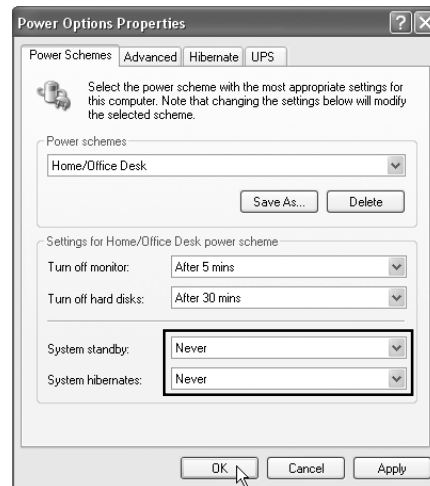 Power Options Properties
Power Schemes Advanced Hibernate UPS
Select the power scheme with the most appropriate settings for
this computer. Note that changing the settings below will modify
the selected scheme.
Power schemes
Home/Office Desk
Save As... Delete
Settings for Home/Office Desk power scheme
Turn off monitor: After 5 mins
Turn off hard disks: After 30 mins
System standby: Never
System hibernates: Never
OK Cancel Apply